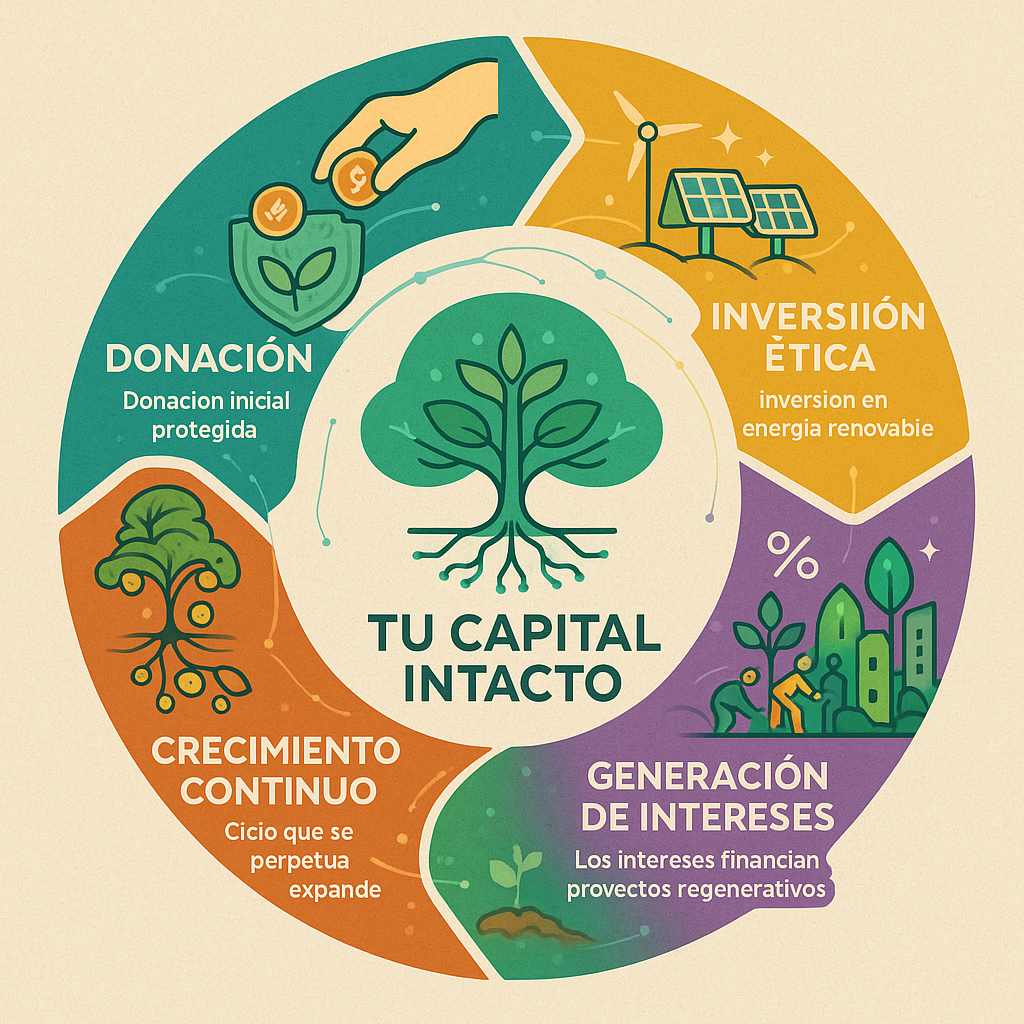 DONACIÓN
Donacion inicial
protegida
INVERSIIÓN
ĖTICA
inversion en
energia renovabie
%
TU CAPITAL
INTACTO
CRECIMIENTO
CONTINUO
Cicio que se
perpetua
expande
GENERACIÓN
DE INTERESES
Los intereses financian
provectos regenerativos